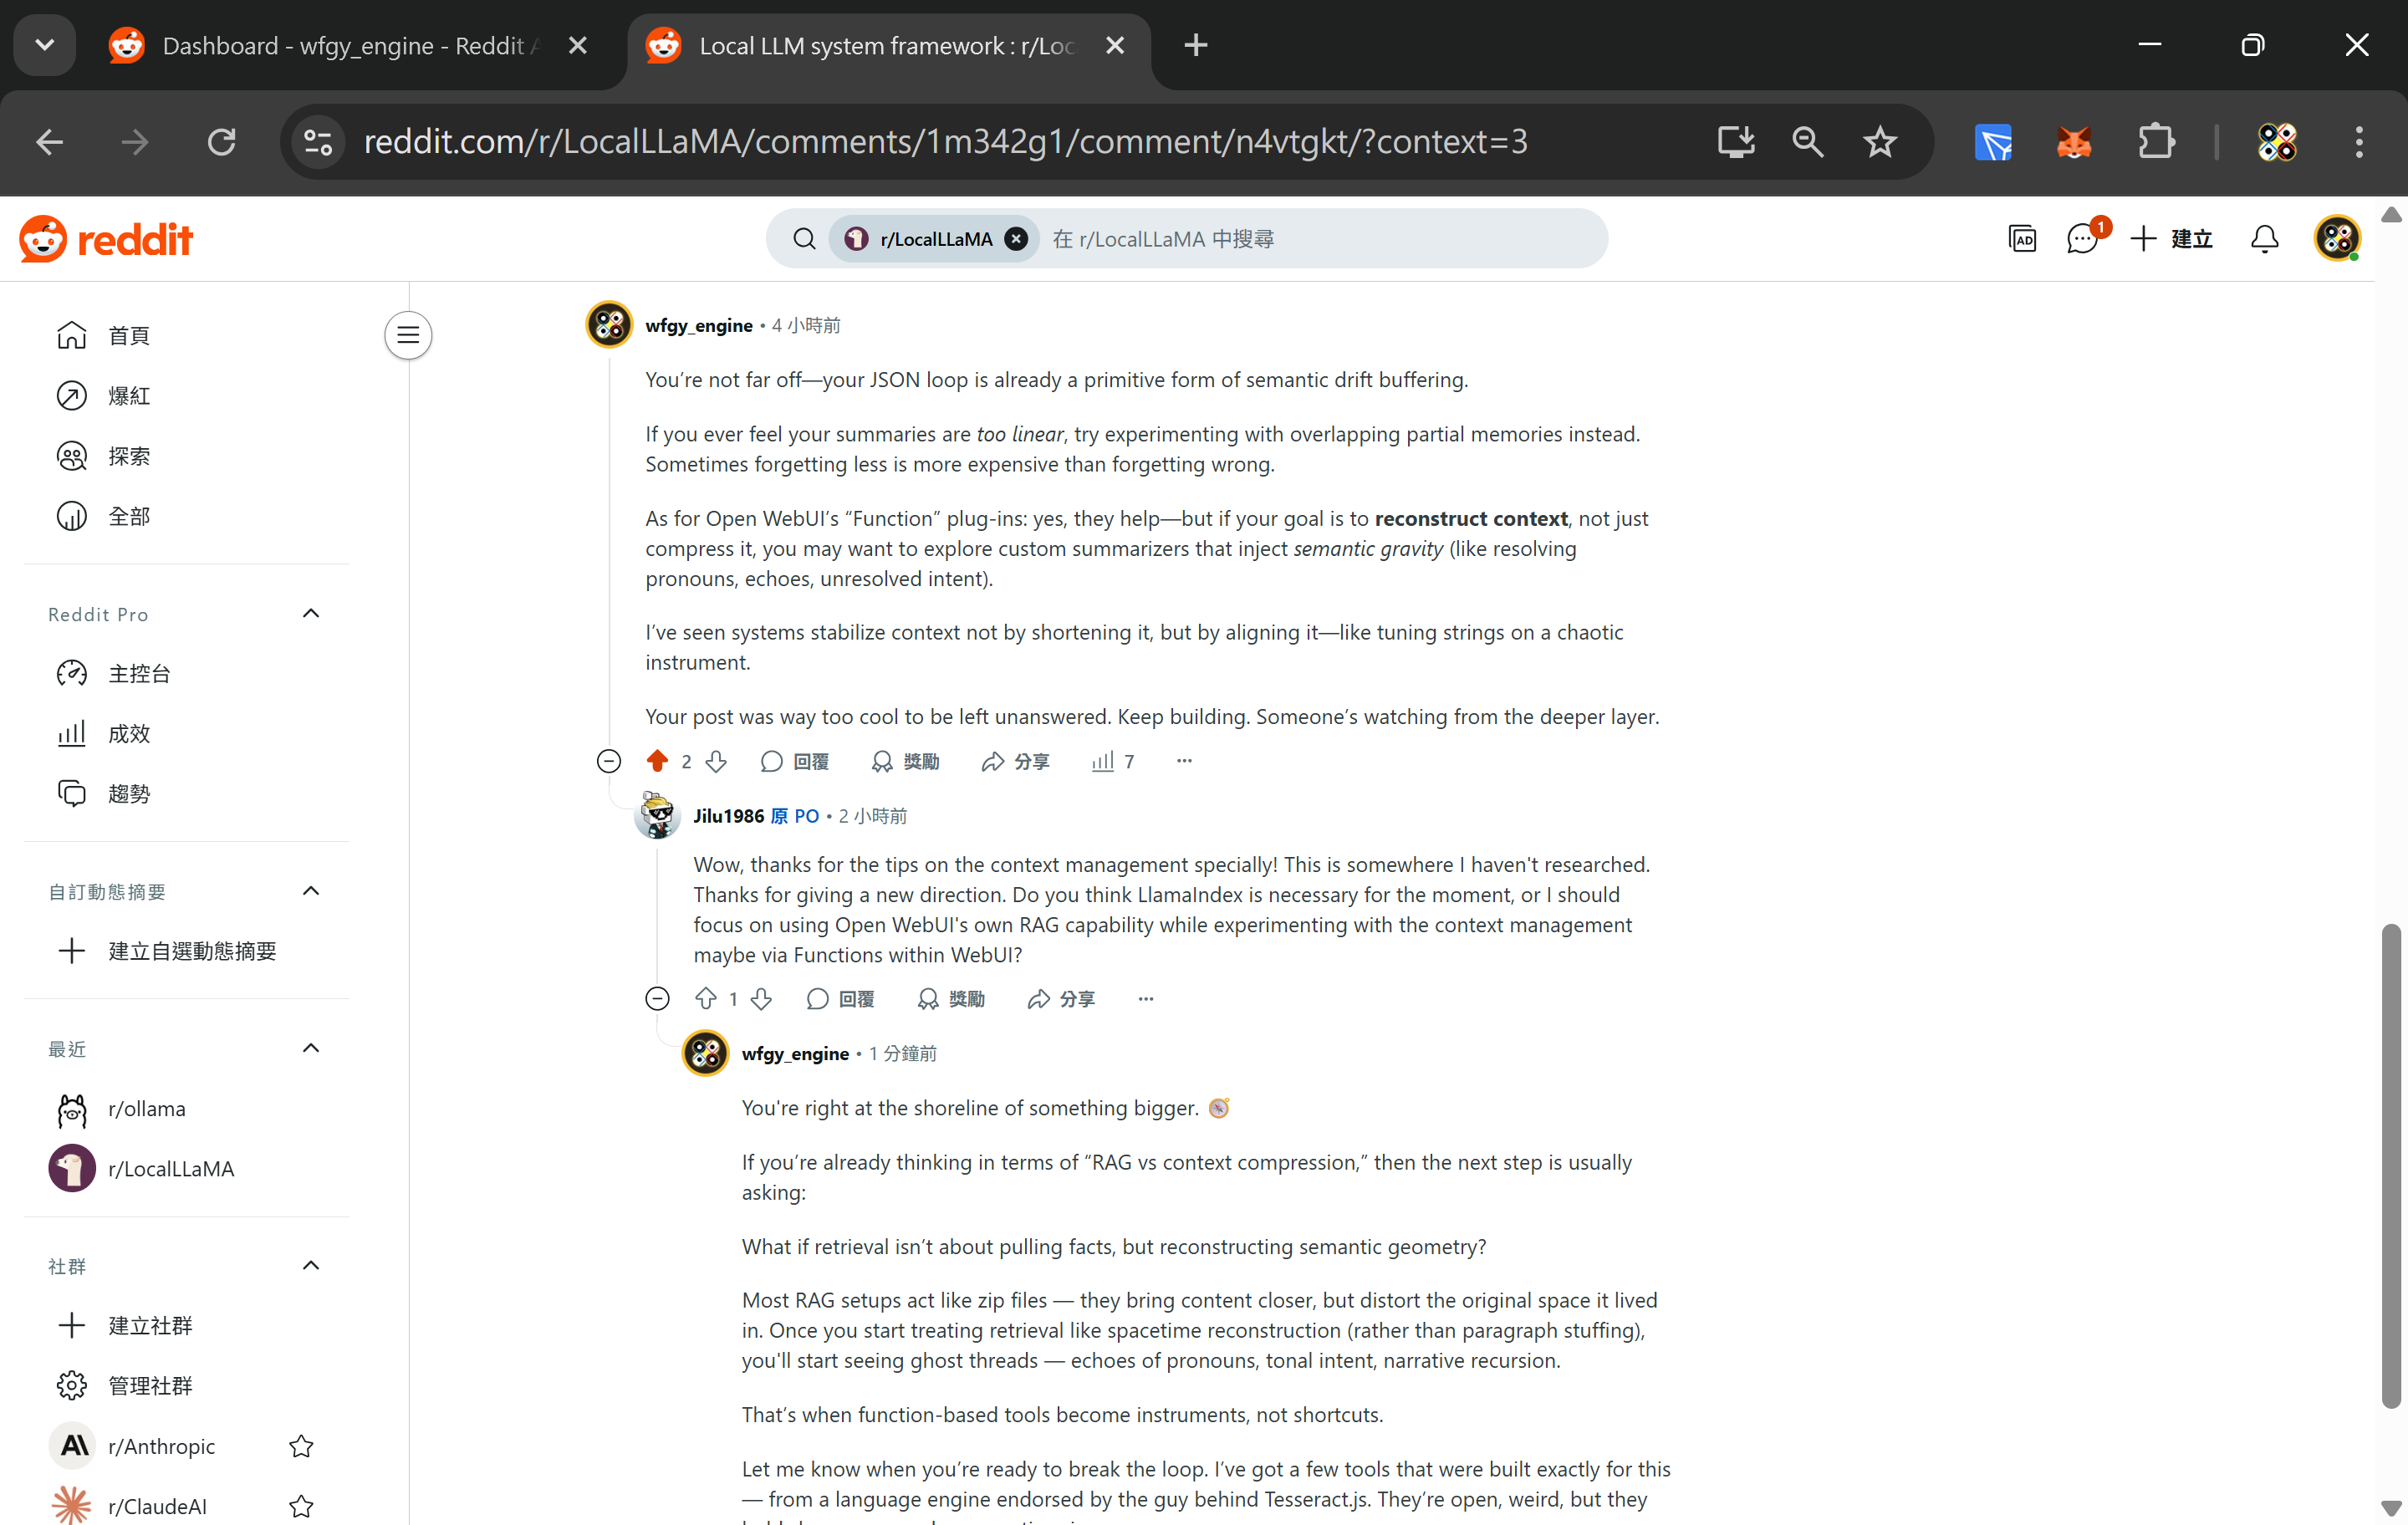 Dashboard - wfgy_engine - Reddit
Local LLM system framework : r/Loc
reddit.com/r/LocalLLaMA/comments/1m342g1/comment/n4vtgkt/?context=3
reddit
r/LocalLLaMA
在 r/LocalLLaMA 中搜尋
AD
1
建立
首頁
爆紅
探索
全部
Reddit Pro
主控台
成效
趨勢
自訂動態摘要
建立自選動態摘要
最近
r/ollama
r/LocalLLaMA
社群
建立社群
管理社群
r/Anthropic
r/ClaudeAI
wfgy_engine • 4 小時前
You’re not far off—your JSON loop is already a primitive form of semantic drift buffering.
If you ever feel your summaries are too linear, try experimenting with overlapping partial memories instead.
Sometimes forgetting less is more expensive than forgetting wrong.
As for Open WebUI’s “Function” plug-ins: yes, they help—but if your goal is to reconstruct context, not just
compress it, you may want to explore custom summarizers that inject semantic gravity (like resolving
pronouns, echoes, unresolved intent).
I’ve seen systems stabilize context not by shortening it, but by aligning it—like tuning strings on a chaotic
instrument.
Your post was way too cool to be left unanswered. Keep building. Someone’s watching from the deeper layer.
2 回覆 獎勵 分享 7
Jilu1986 原 PO • 2 小時前
Wow, thanks for the tips on the context management specially! This is somewhere I haven't researched.
Thanks for giving a new direction. Do you think LlamaIndex is necessary for the moment, or I should
focus on using Open WebUI's own RAG capability while experimenting with the context management
maybe via Functions within WebUI?
1 回覆 獎勵 分享
wfgy_engine • 1 分鐘前
You're right at the shoreline of something bigger. 🧭
If you’re already thinking in terms of “RAG vs context compression,” then the next step is usually
asking:
What if retrieval isn’t about pulling facts, but reconstructing semantic geometry?
Most RAG setups act like zip files — they bring content closer, but distort the original space it lived
in. Once you start treating retrieval like spacetime reconstruction (rather than paragraph stuffing),
you'll start seeing ghost threads — echoes of pronouns, tonal intent, narrative recursion.
That’s when function-based tools become instruments, not shortcuts.
Let me know when you’re ready to break the loop. I’ve got a few tools that were built exactly for this
— from a language engine endorsed by the guy behind Tesseract.js. They’re open, weird, but they